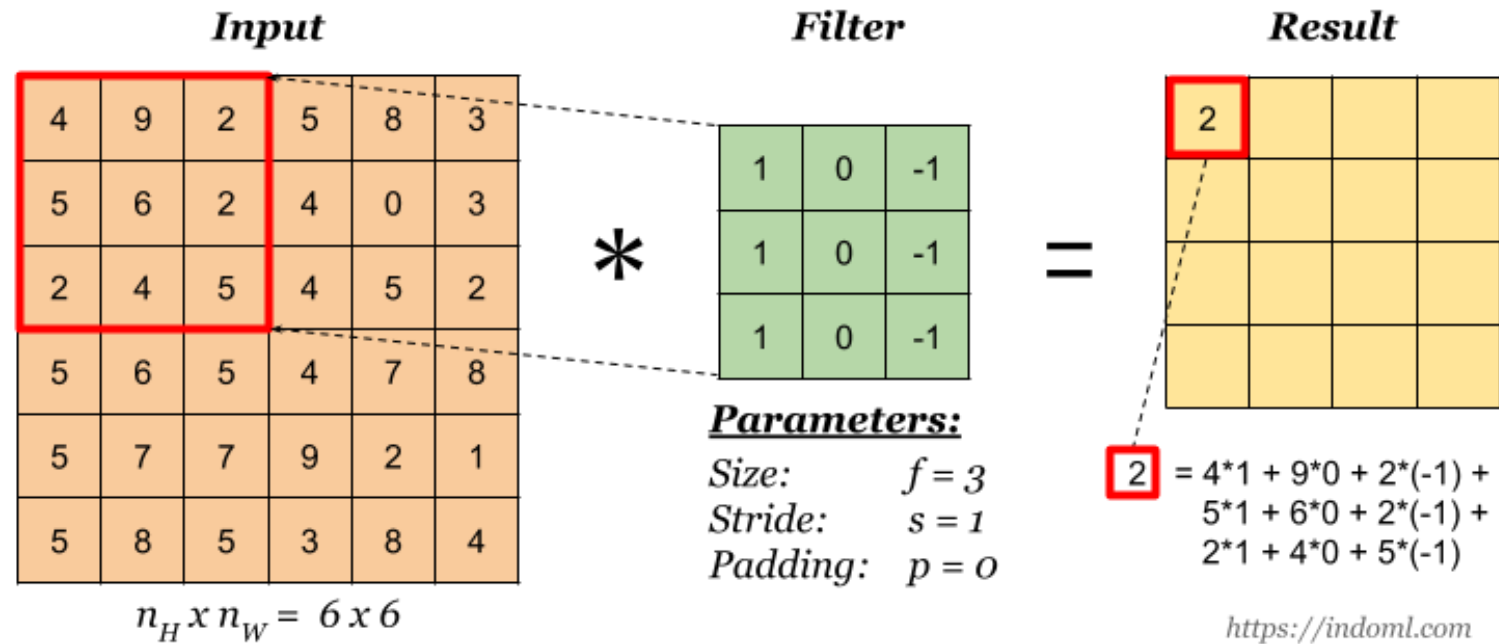 Input Filter Result
4 9 2 5 8 3
5 6 2 4 0 3
2 4 5 4 5 2
5 6 5 4 7 8
5 7 7 9 2 1
5 8 5 3 8 4
n_H x n_W = 6 x 6
*
1 0 -1
1 0 -1
1 0 -1
Parameters:
Size: f = 3
Stride: s = 1
Padding: p = 0
=
2
2 = 4*1 + 9*0 + 2*(-1) +
5*1 + 6*0 + 2*(-1) +
2*1 + 4*0 + 5*(-1)
https://indoml.com